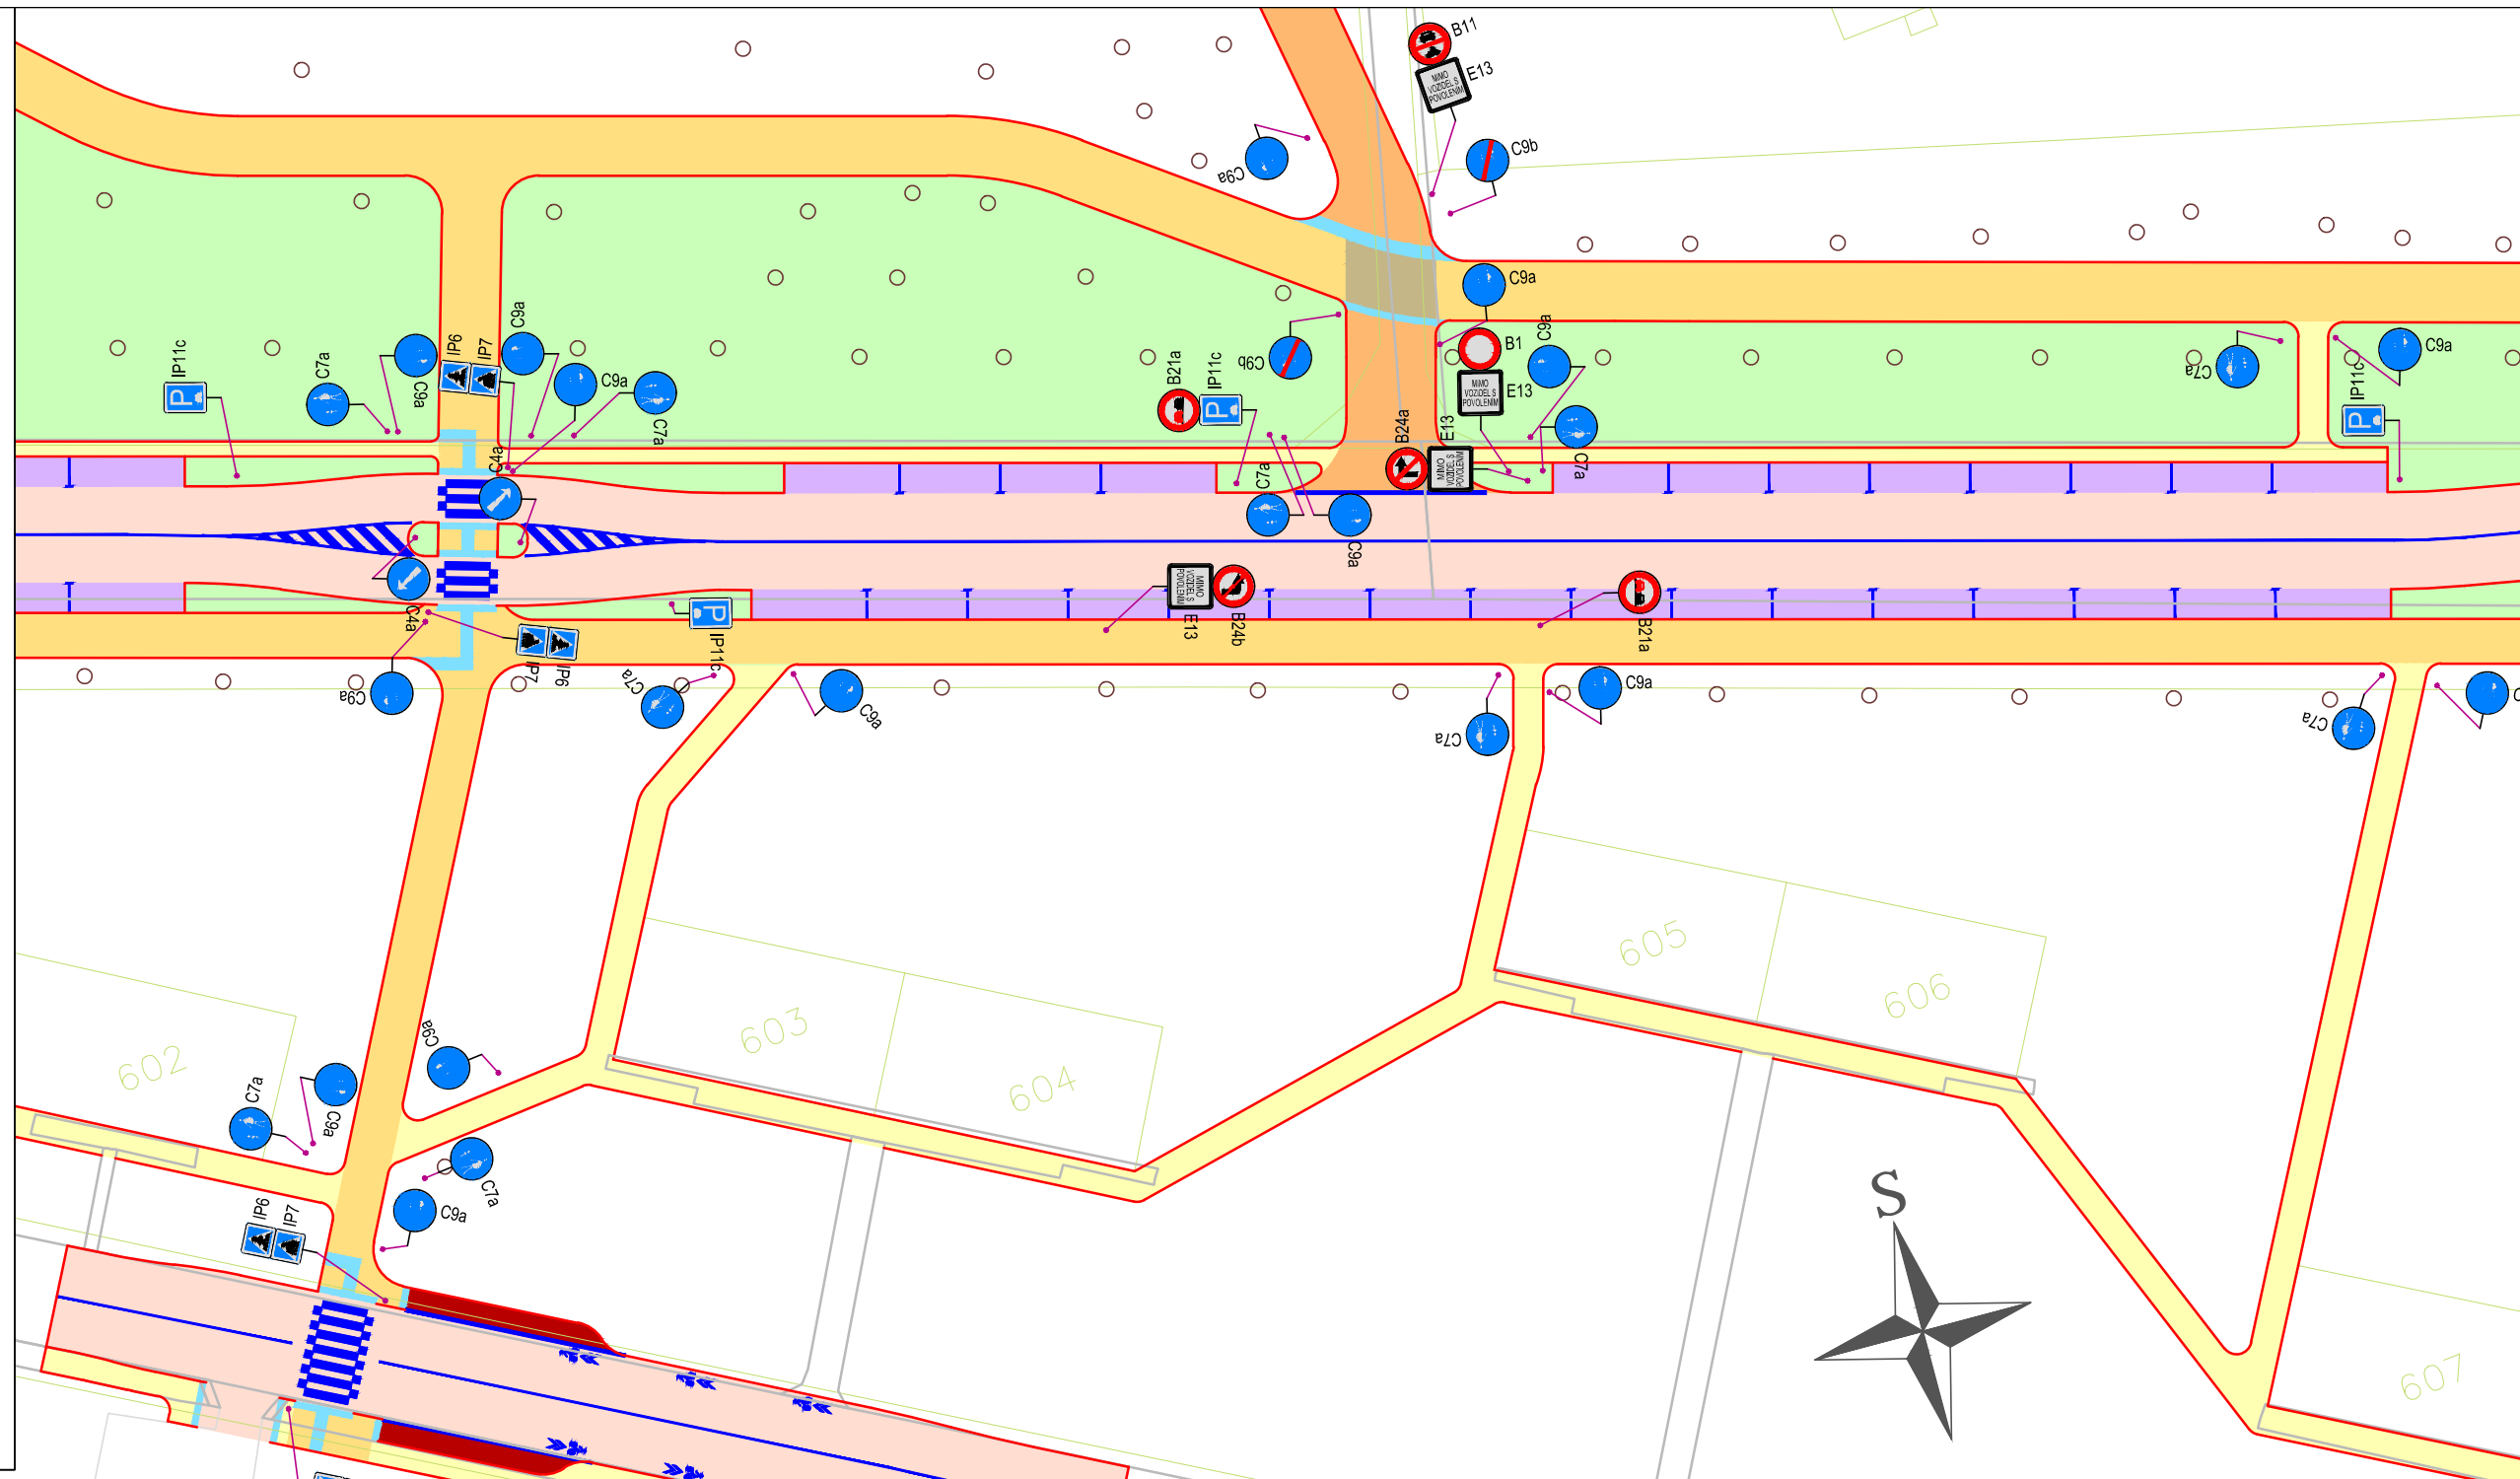 B11
E13
MIMO
VOZIDEL S
POVOLENÍM
C9a
C9b
C9a
B1
C9a
E13
MIMO
VOZIDEL S
POVOLENÍM
C9b
B21a
IP11c
P
B24a
E13
MIMO
VOZIDEL S
POVOLENÍM
C7a
C7a
C9a
IP11c
P
IP11c
P
C7a
C9a
IP6
IP7
C9a
C9a
C7a
C4a
C7a
C9a
C4a
IP7
IP6
P
IP11c
MIMO
VOZIDEL S
POVOLENÍM
E13
B24b
B21a
C9a
C7a
C9a
C7a
C9a
C7a
C9a
C7a
C9a
C7a
C9a
IP6
IP7
602
603
604
605
606
607
S